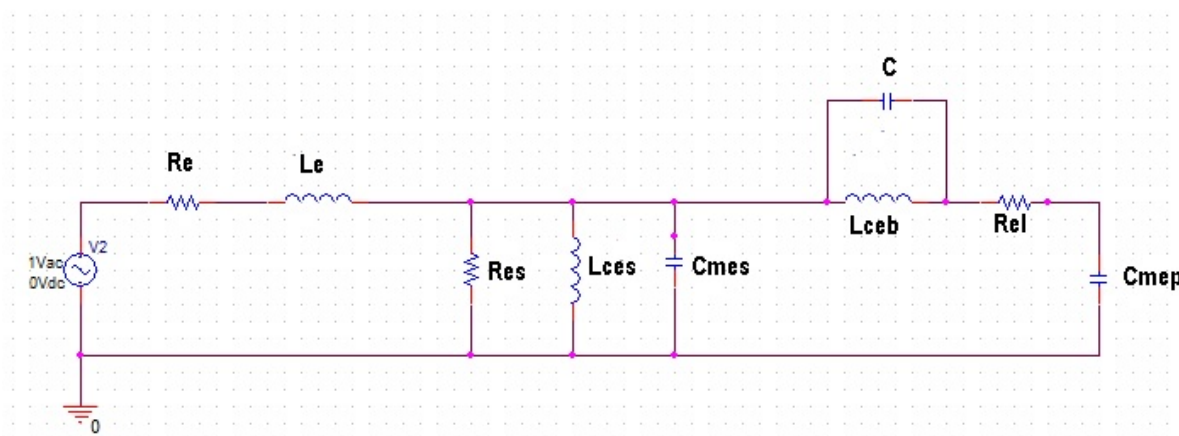 C
Re
Le
Lceb
Rel
V2
1Vac
0Vdc
Res
Lces
Cmes
Cmep
0